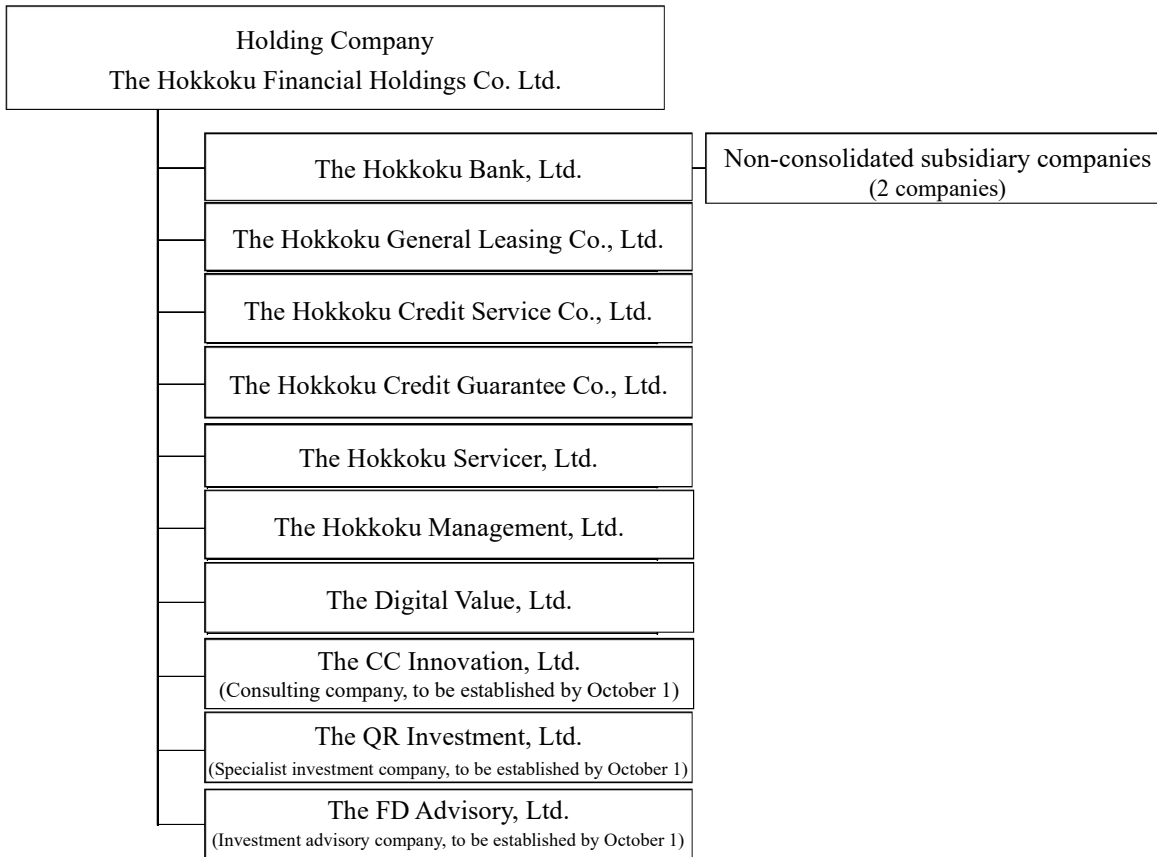 Holding Company
The Hokkoku Financial Holdings Co. Ltd.
The Hokkoku Bank, Ltd.
Non-consolidated subsidiary companies
(2 companies)
The Hokkoku General Leasing Co., Ltd.
The Hokkoku Credit Service Co., Ltd.
The Hokkoku Credit Guarantee Co., Ltd.
The Hokkoku Servicer, Ltd.
The Hokkoku Management, Ltd.
The Digital Value, Ltd.
The CC Innovation, Ltd.
(Consulting company, to be established by October 1)
The QR Investment, Ltd.
(Specialist investment company, to be established by October 1)
The FD Advisory, Ltd.
(Investment advisory company, to be established by October 1)